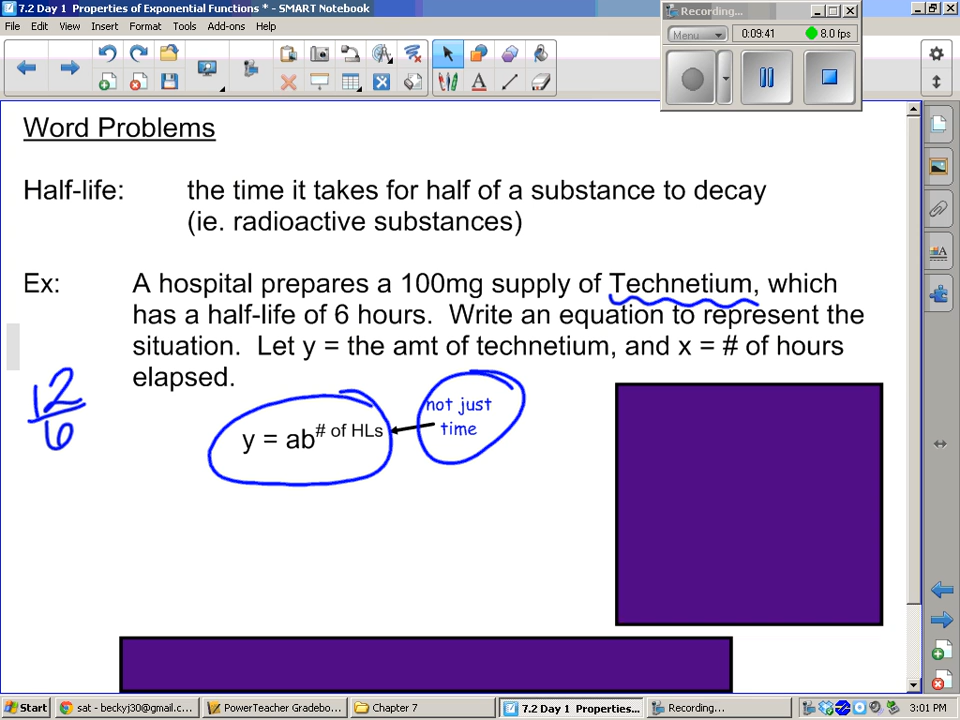 7.2 Day 1 Properties of Exponential Functions * - SMART Notebook
File Edit View Insert Format Tools Add-ons Help
Recording...
Menu
0:09:41
8.0 fps
Word Problems
Half-life: the time it takes for half of a substance to decay
(ie. radioactive substances)
Ex: A hospital prepares a 100mg supply of Technetium, which
has a half-life of 6 hours. Write an equation to represent the
situation. Let y = the amt of technetium, and x = # of hours
elapsed.
12
6
y = ab^# of HLs
not just
time
Start
sat - beckyj30@gmail.c...
PowerTeacher Gradebo...
Chapter 7
7.2 Day 1 Properties...
Recording...
3:01 PM